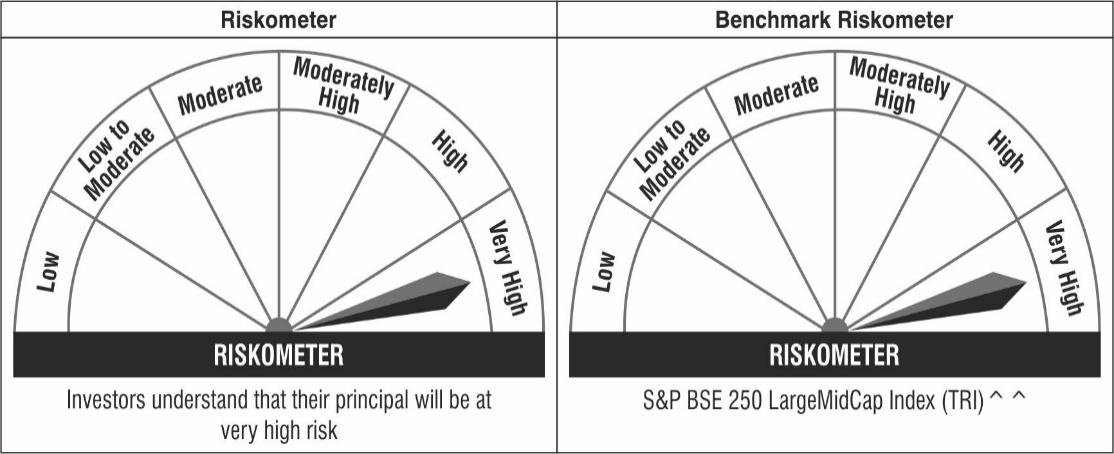 Riskometer
Low
Low to
Moderate
Moderate
Moderately
High
High
Very High
RISKOMETER
Investors understand that their principal will be at
very high risk
Benchmark Riskometer
Low
Low to
Moderate
Moderate
Moderately
High
High
Very High
RISKOMETER
S&P BSE 250 LargeMidCap Index (TRI) ^ ^